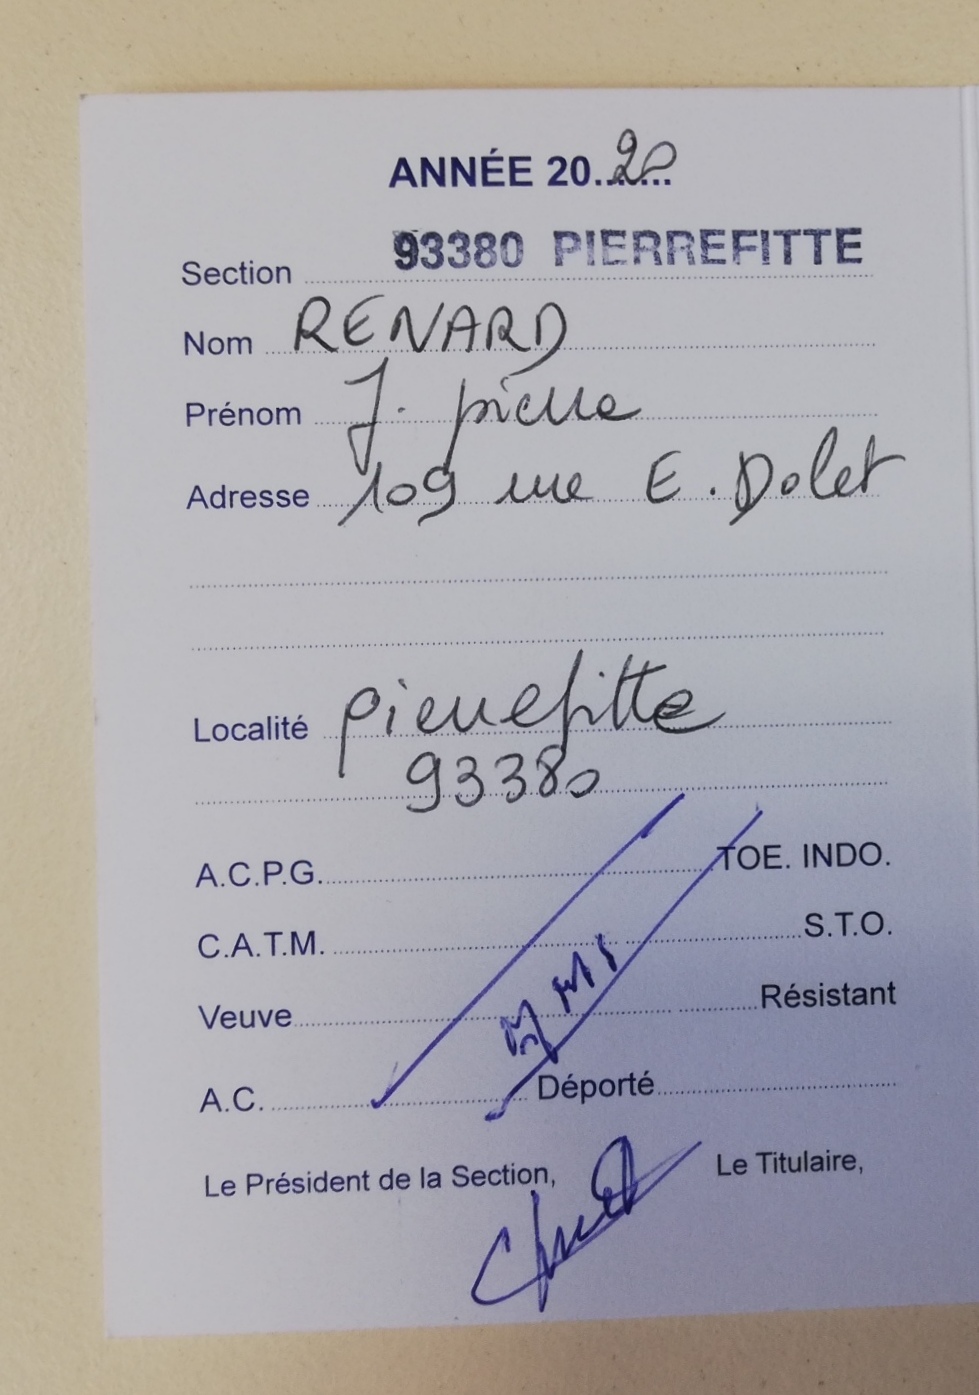 ANNÉE 20..20...
Section 93380 PIERREFITTE
Nom RENARD
Prénom J. pierre
Adresse 109 rue E. Dolet
Localité pierrefitte
93380
A.C.P.G. TOE. INDO.
C.A.T.M. S.T.O.
Veuve Résistant
A.C. Déporté
Le Président de la Section, Le Titulaire,